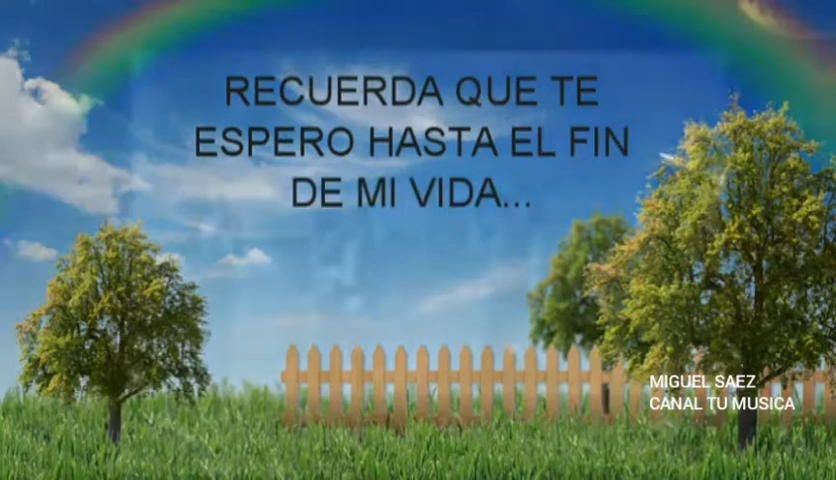 RECUERDA QUE TE
ESPERO HASTA EL FIN
DE MI VIDA...
MIGUEL SAEZ
CANAL TU MUSICA